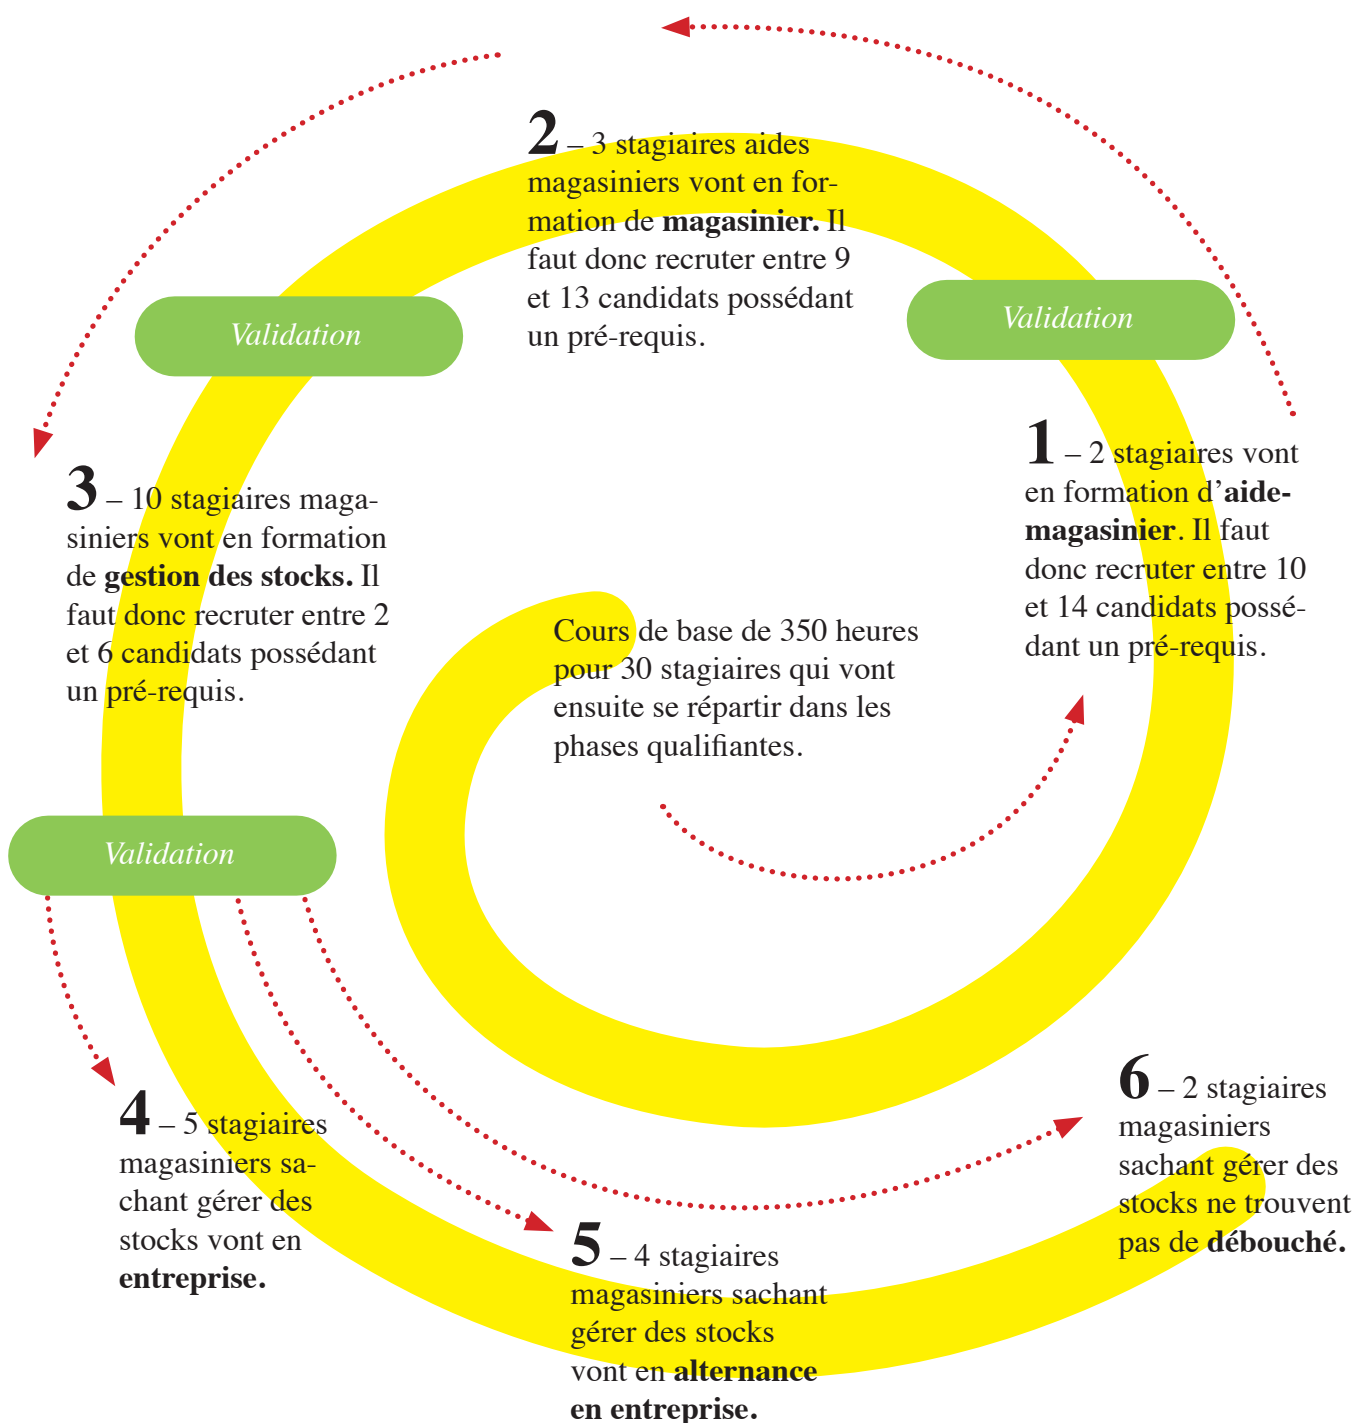 Cours de base de 350 heures
pour 30 stagiaires qui vont
ensuite se répartir dans les
phases qualifiantes.
1 – 2 stagiaires vont
en formation d’aide-
magasinier. Il faut
donc recruter entre 10
et 14 candidats possé-
dant un pré-requis.
Validation
2 – 3 stagiaires aides
magasiniers vont en for-
mation de magasinier. Il
faut donc recruter entre 9
et 13 candidats possédant
un pré-requis.
Validation
3 – 10 stagiaires maga-
siniers vont en formation
de gestion des stocks. Il
faut donc recruter entre 2
et 6 candidats possédant
un pré-requis.
Validation
4 – 5 stagiaires
magasiniers sa-
chant gérer des
stocks vont en
entreprise.
5 – 4 stagiaires
magasiniers sachant
gérer des stocks
vont en alternance
en entreprise.
6 – 2 stagiaires
magasiniers
sachant gérer des
stocks ne trouvent
pas de débouché.